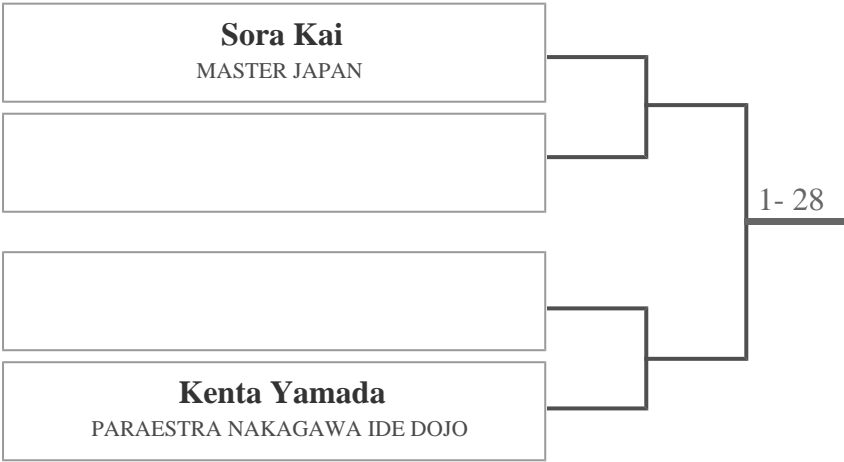 Sora Kai
MASTER JAPAN
1- 28
Kenta Yamada
PARAESTRA NAKAGAWA IDE DOJO